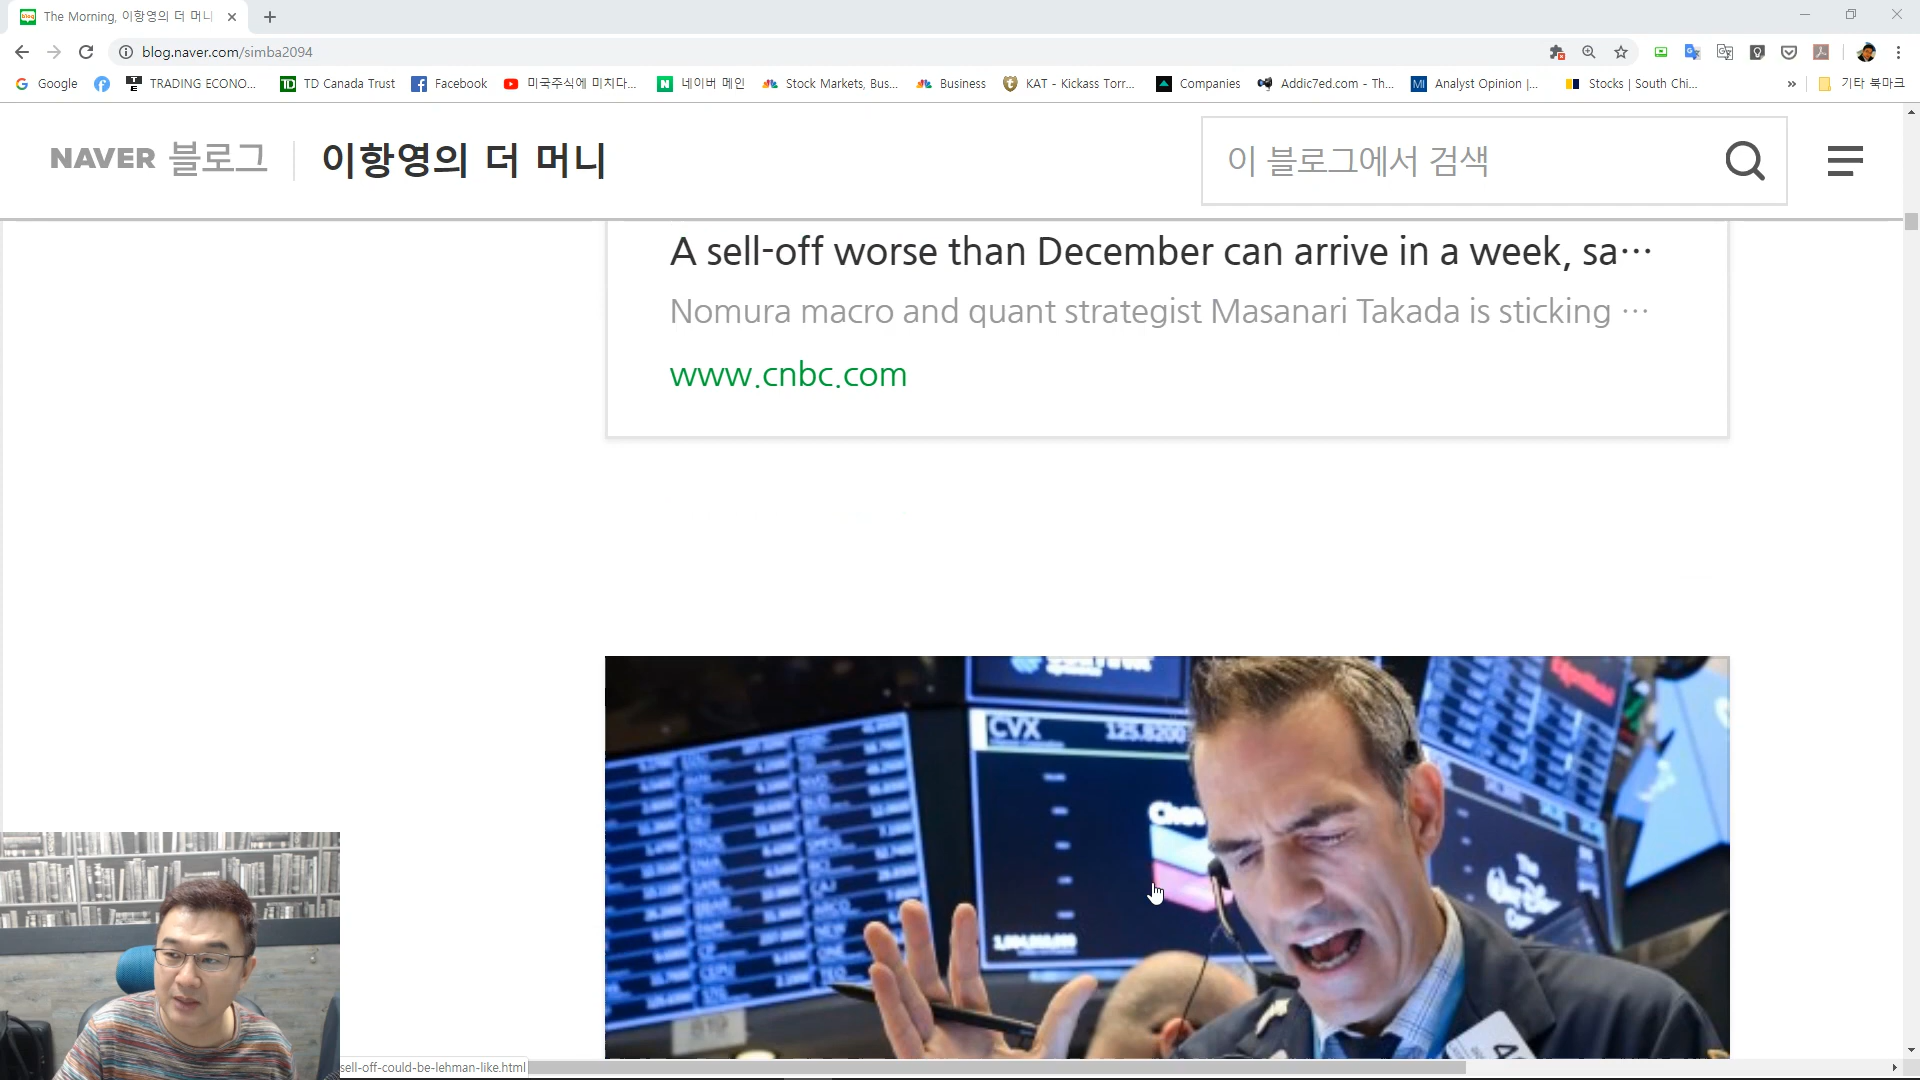 The Morning, 이항영의 더 머니
blog.naver.com/simba2094
Google
TRADING ECONO...
TD Canada Trust
Facebook
미국주식에 미치다...
네이버 메인
Stock Markets, Bus...
Business
KAT - Kickass Torr...
Companies
Addic7ed.com - Th...
MI
Analyst Opinion |...
Stocks | South Chi...
»
기타 북마크
NAVER 블로그
이항영의 더 머니
이 블로그에서 검색
A sell-off worse than December can arrive in a week, sa···
Nomura macro and quant strategist Masanari Takada is sticking ···
www.cnbc.com
CVX 125.8200
sell-off-could-be-lehman-like.html